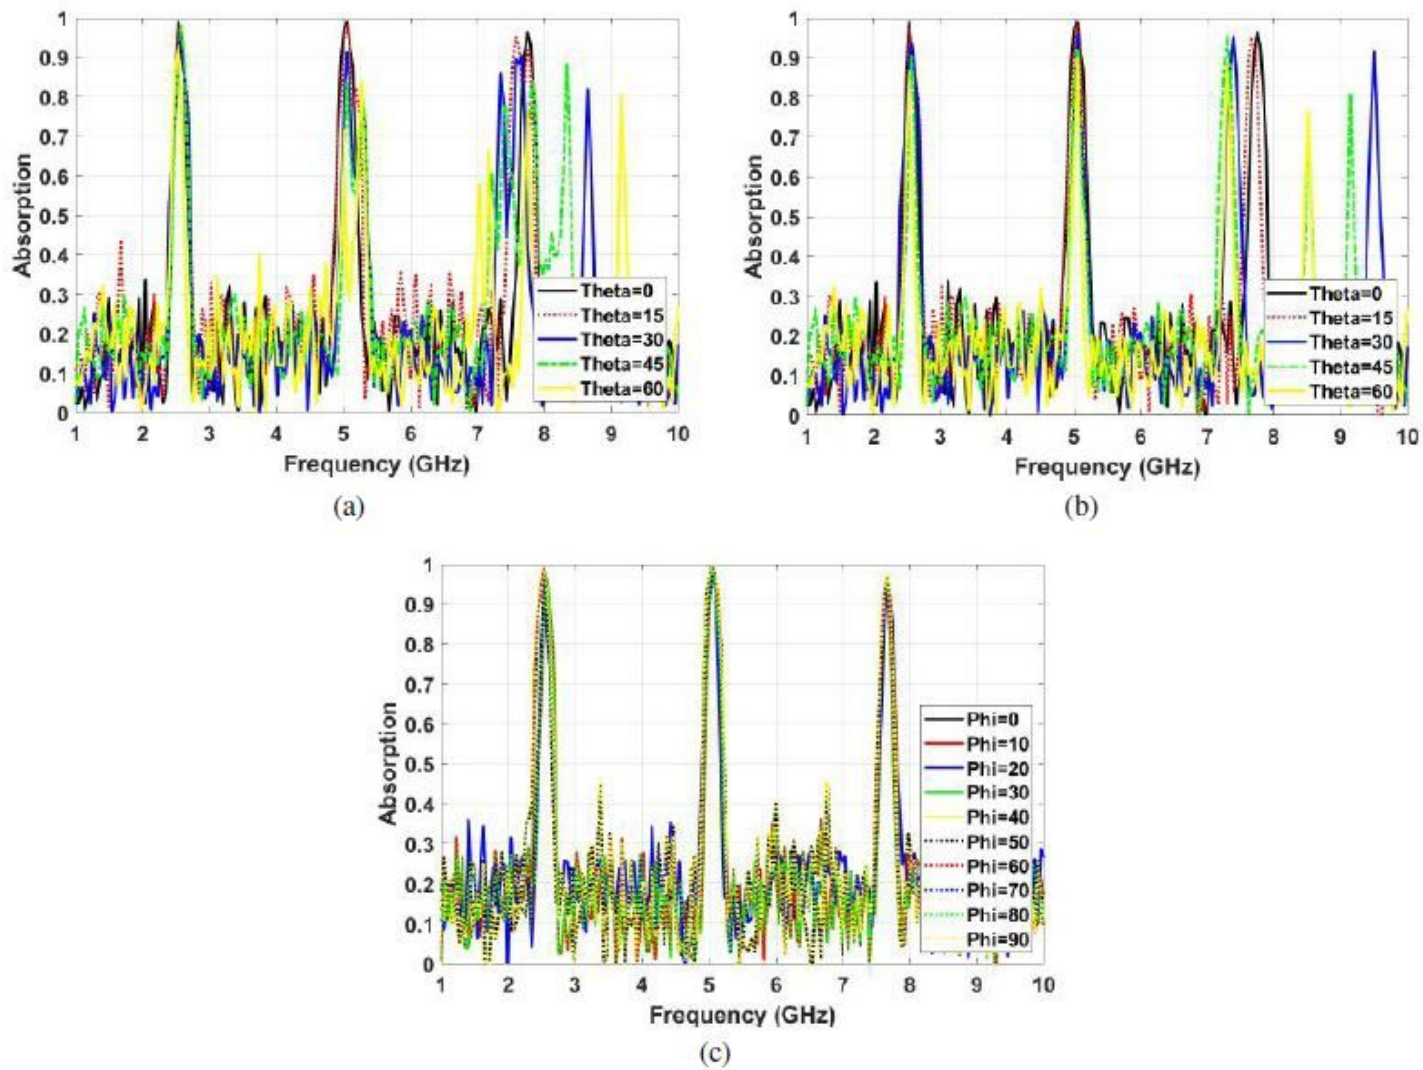 1
0.9
0.8
0.7
0.6
0.5
0.4
0.3
0.2
0.1
0
Absorption
Theta=0
Theta=15
Theta=30
Theta=45
Theta=60
1 2 3 4 5 6 7 8 9 10
Frequency (GHz)
(a)
1
0.9
0.8
0.7
0.6
0.5
0.4
0.3
0.2
0.1
0
Absorption
Theta=0
Theta=15
Theta=30
Theta=45
Theta=60
1 2 3 4 5 6 7 8 9 10
Frequency (GHz)
(b)
1
0.9
0.8
0.7
0.6
0.5
0.4
0.3
0.2
0.1
0
Absorption
Phi=0
Phi=10
Phi=20
Phi=30
Phi=40
Phi=50
Phi=60
Phi=70
Phi=80
Phi=90
1 2 3 4 5 6 7 8 9 10
Frequency (GHz)
(c)